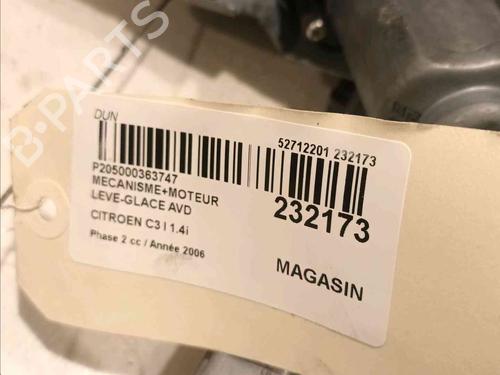 B-PARTS
DUN
52712201 232173
P205000363747
MECANISME+MOTEUR
LEVE-GLACE AVD
232173
CITROEN C3 I 1.4i
Phase 2 cc / Année 2006
MAGASIN